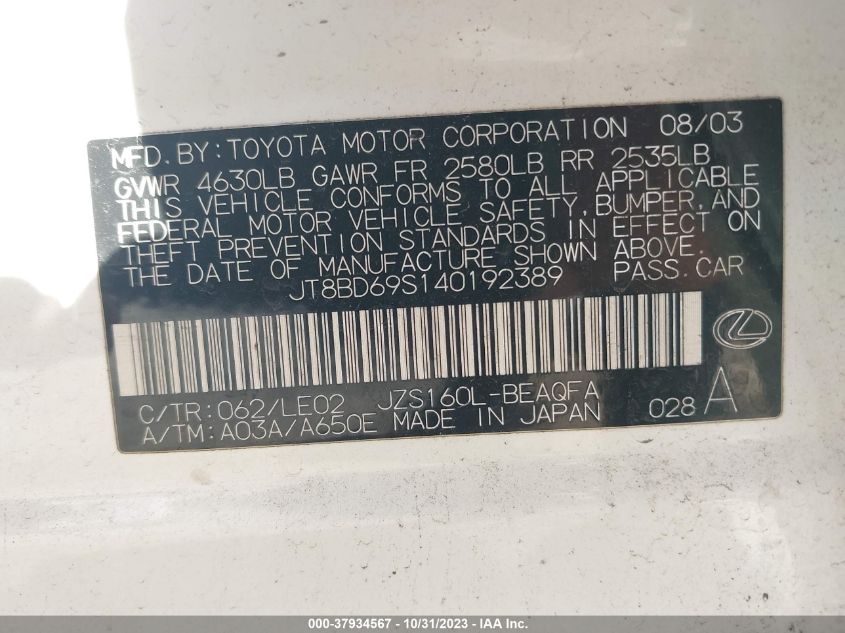 MFD. BY: TOYOTA MOTOR CORPORATION 08/03
GVWR 4630LB GAWR FR 2580LB RR 2535LB
THIS VEHICLE CONFORMS TO ALL APPLICABLE
FEDERAL MOTOR VEHICLE SAFETY, BUMPER, AND
THEFT PREVENTION STANDARDS IN EFFECT ON
THE DATE OF MANUFACTURE SHOWN ABOVE.
JT8BD69S140192389 PASS.CAR
C/TR: 062/LE02 JZS160L-BEAQFA
A/TM: A03A/A650E MADE IN JAPAN 028 A
000-37934567 - 10/31/2023 - IAA Inc.